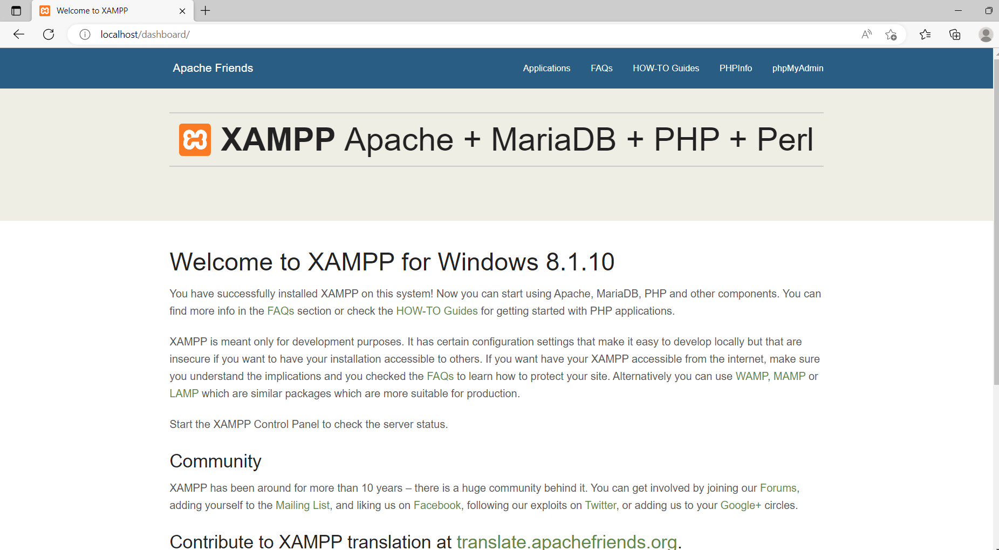 Welcome to XAMPP
localhost/dashboard/
Apache Friends
Applications FAQs HOW-TO Guides PHPInfo phpMyAdmin
XAMPP Apache + MariaDB + PHP + Perl
Welcome to XAMPP for Windows 8.1.10
You have successfully installed XAMPP on this system! Now you can start using Apache, MariaDB, PHP and other components. You can
find more info in the FAQs section or check the HOW-TO Guides for getting started with PHP applications.
XAMPP is meant only for development purposes. It has certain configuration settings that make it easy to develop locally but that are
insecure if you want to have your installation accessible to others. If you want have your XAMPP accessible from the internet, make sure
you understand the implications and you checked the FAQs to learn how to protect your site. Alternatively you can use WAMP, MAMP or
LAMP which are similar packages which are more suitable for production.
Start the XAMPP Control Panel to check the server status.
Community
XAMPP has been around for more than 10 years – there is a huge community behind it. You can get involved by joining our Forums,
adding yourself to the Mailing List, and liking us on Facebook, following our exploits on Twitter, or adding us to your Google+ circles.
Contribute to XAMPP translation at translate.apachefriends.org.